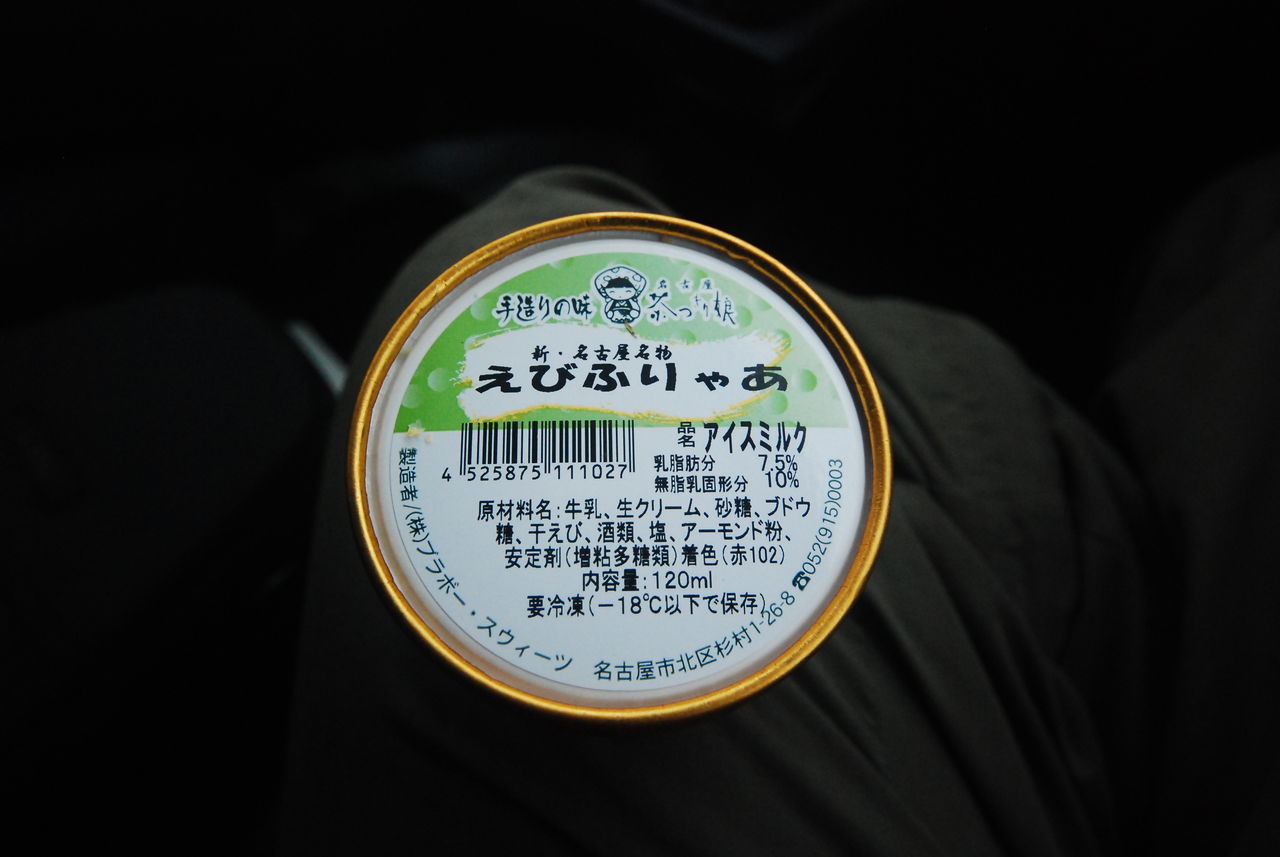 手造りの味
名古屋
茶つきり娘
新・名古屋名物
えびふりゃあ
品名 アイスミルク
乳脂肪分 7.5%
無脂乳固形分 10%
4 525875 111027
原材料名:牛乳、生クリーム、砂糖、ブドウ
糖、干えび、酒類、塩、アーモンド粉、
安定剤(増粘多糖類)着色(赤102)
内容量:120ml
要冷凍(-18℃以下で保存)
製造者/(株)ブラボー・スウィーツ 名古屋市北区杉村1-26-8 ☎052(915)0003